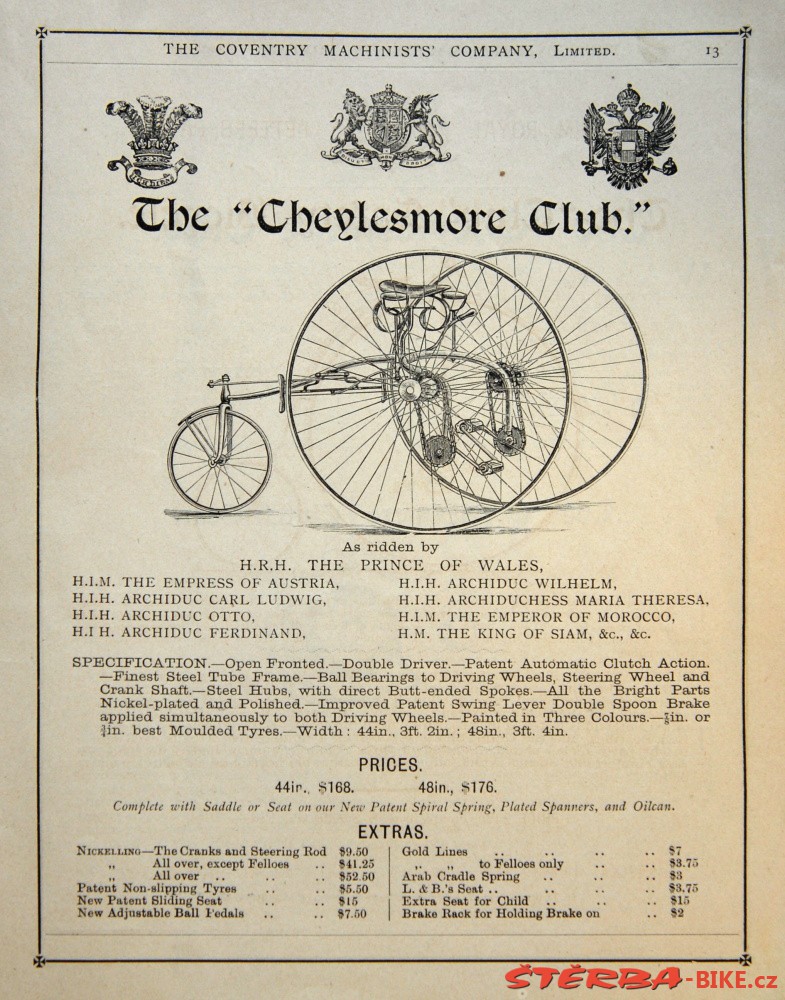 THE COVENTRY MACHINISTS' COMPANY, LIMITED. 13
The "Cheylesmore Club."
As ridden by
H.R.H. THE PRINCE OF WALES,
H.I.M. THE EMPRESS OF AUSTRIA,
H.I.H. ARCHIDUC CARL LUDWIG,
H.I.H. ARCHIDUC OTTO,
H.I H. ARCHIDUC FERDINAND,
H.I.H. ARCHIDUC WILHELM,
H.I.H. ARCHIDUCHESS MARIA THERESA,
H.I.M. THE EMPEROR OF MOROCCO,
H.M. THE KING OF SIAM, &c., &c.
SPECIFICATION.—Open Fronted.—Double Driver.—Patent Automatic Clutch Action.
—Finest Steel Tube Frame.—Ball Bearings to Driving Wheels, Steering Wheel and
Crank Shaft.—Steel Hubs, with direct Butt-ended Spokes.—All the Bright Parts
Nickel-plated and Polished.—Improved Patent Swing Lever Double Spoon Brake
applied simultaneously to both Driving Wheels.—Painted in Three Colours.—⅞in. or
¾in. best Moulded Tyres.—Width: 44in., 3ft. 2in.; 48in., 3ft. 4in.
PRICES.
44in., $168. 48in., $176.
Complete with Saddle or Seat on our New Patent Spiral Spring, Plated Spanners, and Oilcan.
EXTRAS.
NICKELLING—The Cranks and Steering Rod $9.50
„ All over, except Felloes .. $41.25
„ All over .. .. .. $52.50
Patent Non-slipping Tyres .. .. $5.50
New Patent Sliding Seat .. .. $15
New Adjustable Ball Pedals .. .. $7.50
Gold Lines .. .. .. .. $7
„ „ to Felloes only .. .. $3.75
Arab Cradle Spring .. .. .. $3
L. & B.'s Seat .. .. .. .. $3.75
Extra Seat for Child .. .. .. $15
Brake Rack for Holding Brake on .. $2
ŠTĚRBA-BIKE.cz